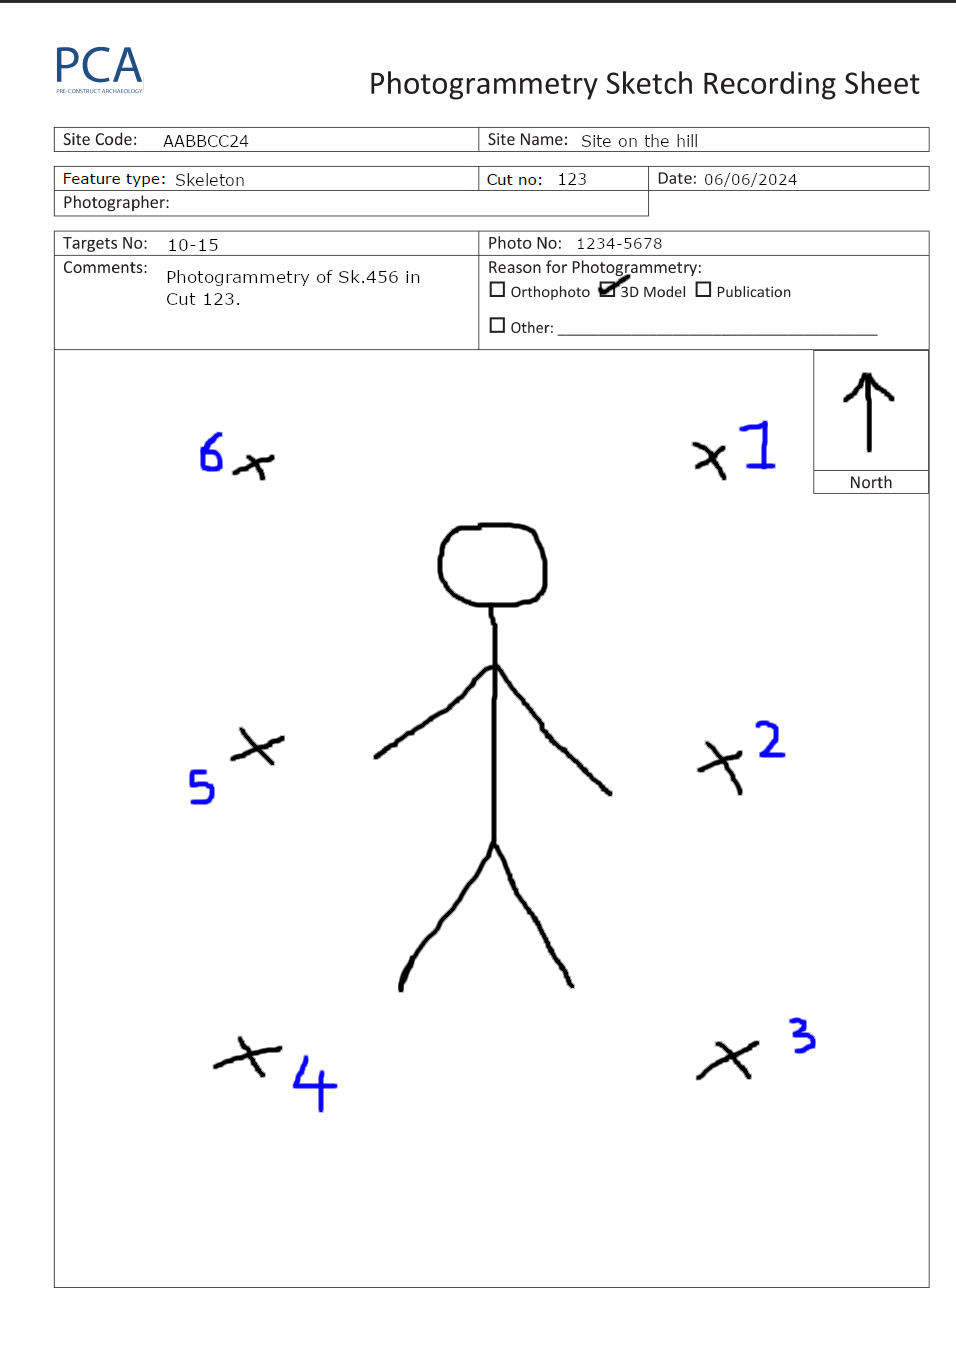 PCA
PRE-CONSTRUCT ARCHAEOLOGY
Photogrammetry Sketch Recording Sheet
Site Code: AABBCC24 Site Name: Site on the hill
Feature type: Skeleton Cut no: 123 Date: 06/06/2024
Photographer:
Targets No: 10-15 Photo No: 1234-5678
Comments: Photogrammetry of Sk.456 in
Cut 123.
Reason for Photogrammetry:
Orthophoto 3D Model Publication
Other:
North
6 1
5 2
4 3